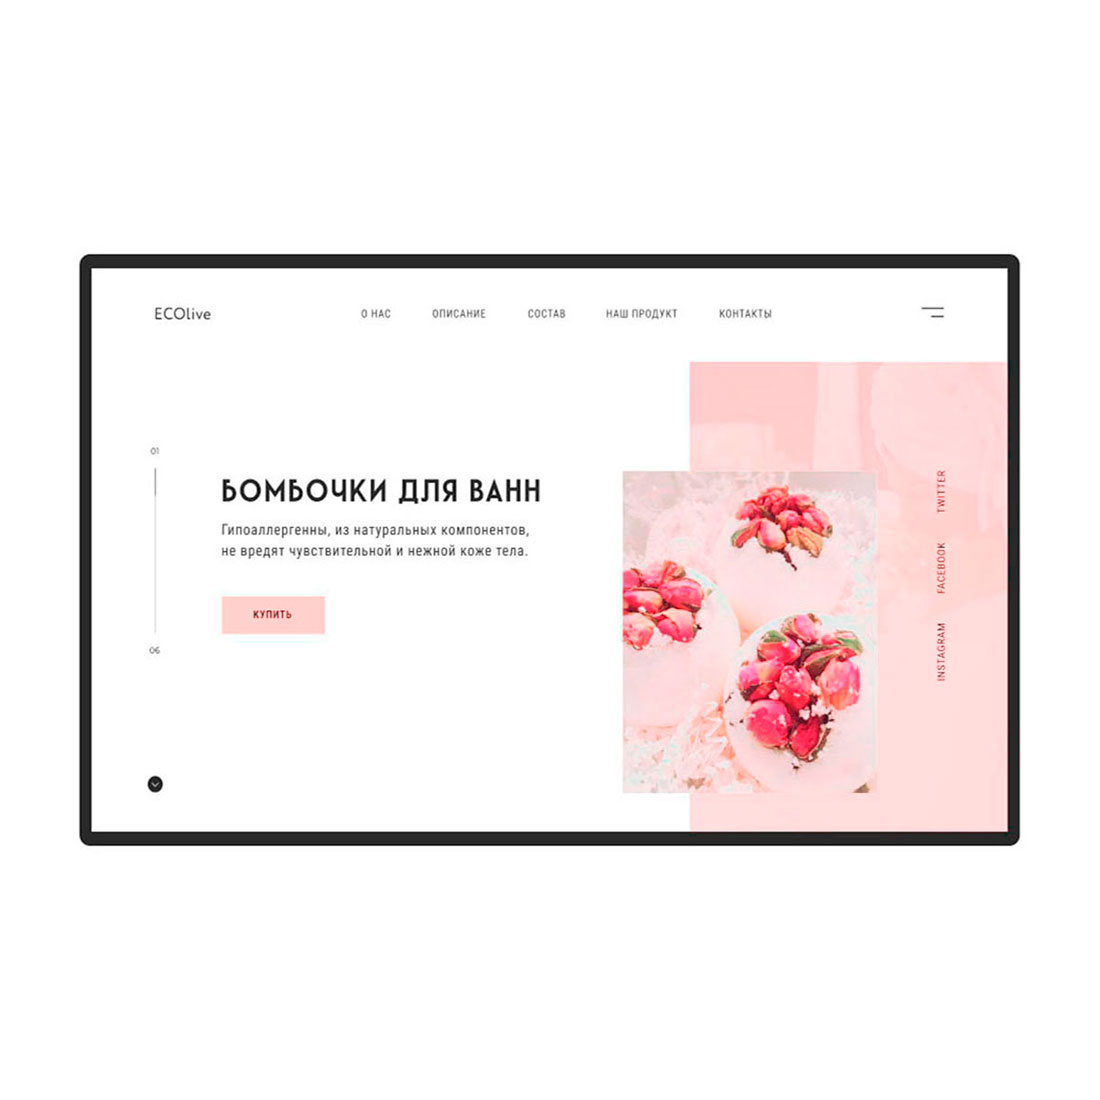 ECOlive
О НАС
ОПИСАНИЕ
СОСТАВ
НАШ ПРОДУКТ
КОНТАКТЫ
01
БОМБОЧКИ ДЛЯ ВАНН
Гипоаллергенны, из натуральных компонентов,
не вредят чувствительной и нежной коже тела.
КУПИТЬ
06
TWITTER
FACEBOOK
INSTAGRAM